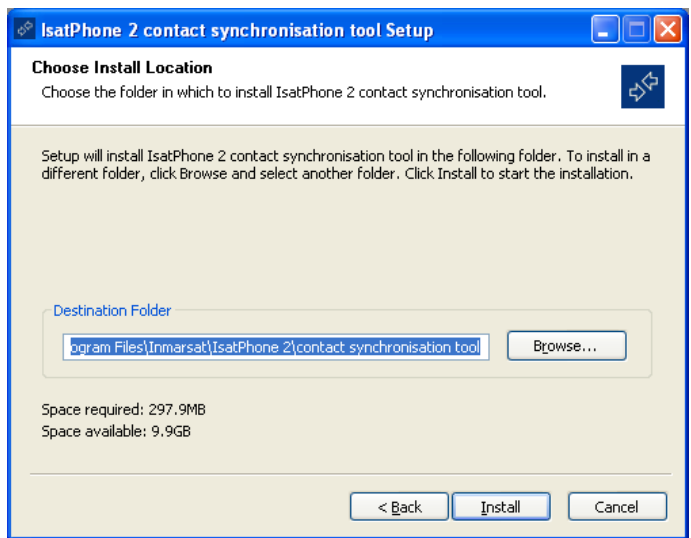 IsatPhone 2 contact synchronisation tool Setup
Choose Install Location
Choose the folder in which to install IsatPhone 2 contact synchronisation tool.
Setup will install IsatPhone 2 contact synchronisation tool in the following folder. To install in a
different folder, click Browse and select another folder. Click Install to start the installation.
Destination Folder
ogram Files\Inmarsat\IsatPhone 2\contact synchronisation tool
Browse...
Space required: 297.9MB
Space available: 9.9GB
< Back
Install
Cancel